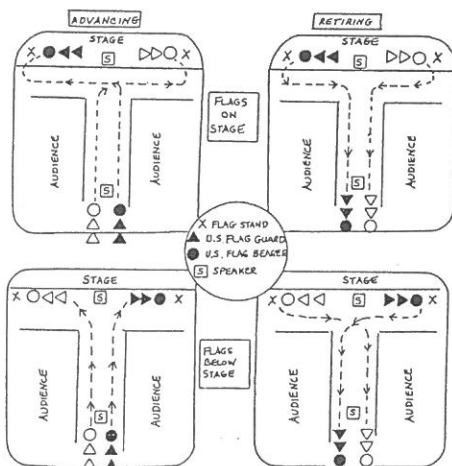 ADVANCING
RETIRING
STAGE
X
S
X
STAGE
X
S
X
AUDIENCE
AUDIENCE
S
FLAGS
ON
STAGE
AUDIENCE
AUDIENCE
S
X FLAG STAND
U.S. FLAG GUARD
U.S. FLAG BEARER
S SPEAKER
STAGE
X
S
X
STAGE
X
S
X
AUDIENCE
AUDIENCE
S
FLAGS
BELOW
STAGE
AUDIENCE
AUDIENCE
S